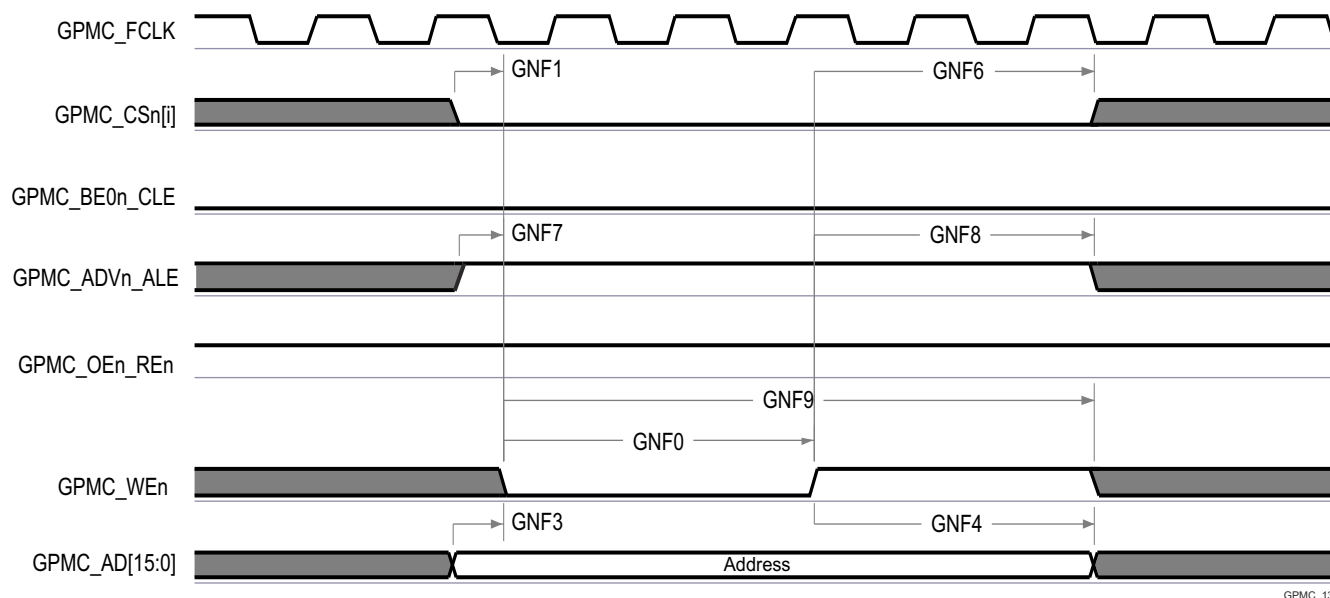 GPMC_FCLK
GNF1
GNF6
GPMC_CSn[i]
GPMC_BE0n_CLE
GNF7
GNF8
GPMC_ADVn_ALE
GPMC_OEn_REn
GNF9
GNF0
GPMC_WEn
GNF3
GNF4
GPMC_AD[15:0]
Address